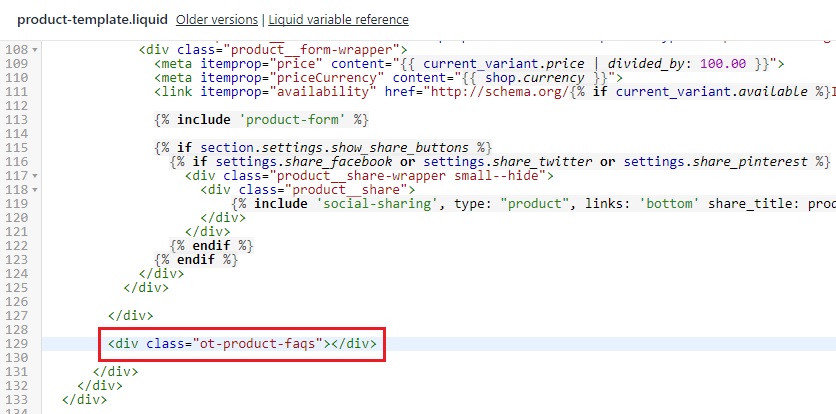 product-template.liquid Older versions | Liquid variable reference
108 <div class="product__form-wrapper">
109 <meta itemprop="price" content="{{ current_variant.price | divided_by: 100.00 }}">
110 <meta itemprop="priceCurrency" content="{{ shop.currency }}">
111 <link itemprop="availability" href="http://schema.org/{% if current_variant.available %}I
112
113 {% include 'product-form' %}
114
115 {% if section.settings.show_share_buttons %}
116 {% if settings.share_facebook or settings.share_twitter or settings.share_pinterest %}
117 <div class="product__share-wrapper small--hide">
118 <div class="product__share">
119 {% include 'social-sharing', type: "product", links: 'bottom' share_title: prod
120 </div>
121 </div>
122 {% endif %}
123 {% endif %}
124 </div>
125 </div>
126
127 </div>
128
129 <div class="ot-product-faqs"></div>
130
131 </div>
132 </div>
133 </div>